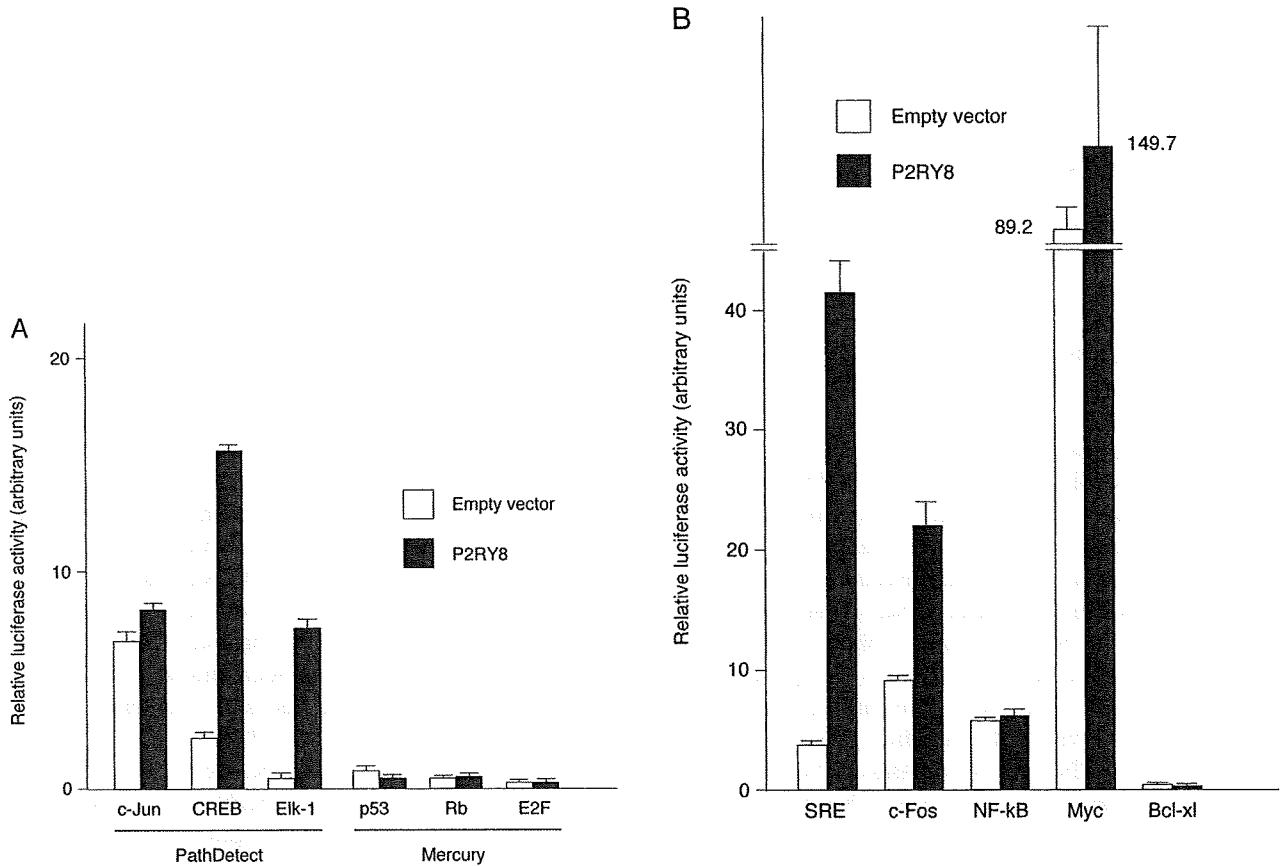 A
Relative luciferase activity (arbitrary units)
20
10
0
Empty vector
P2RY8
c-Jun CREB Elk-1 p53 Rb E2F
PathDetect Mercury
B
Relative luciferase activity (arbitrary units)
40
30
20
10
0
Empty vector
P2RY8
89.2
149.7
SRE c-Fos NF-kB Myc Bcl-xl